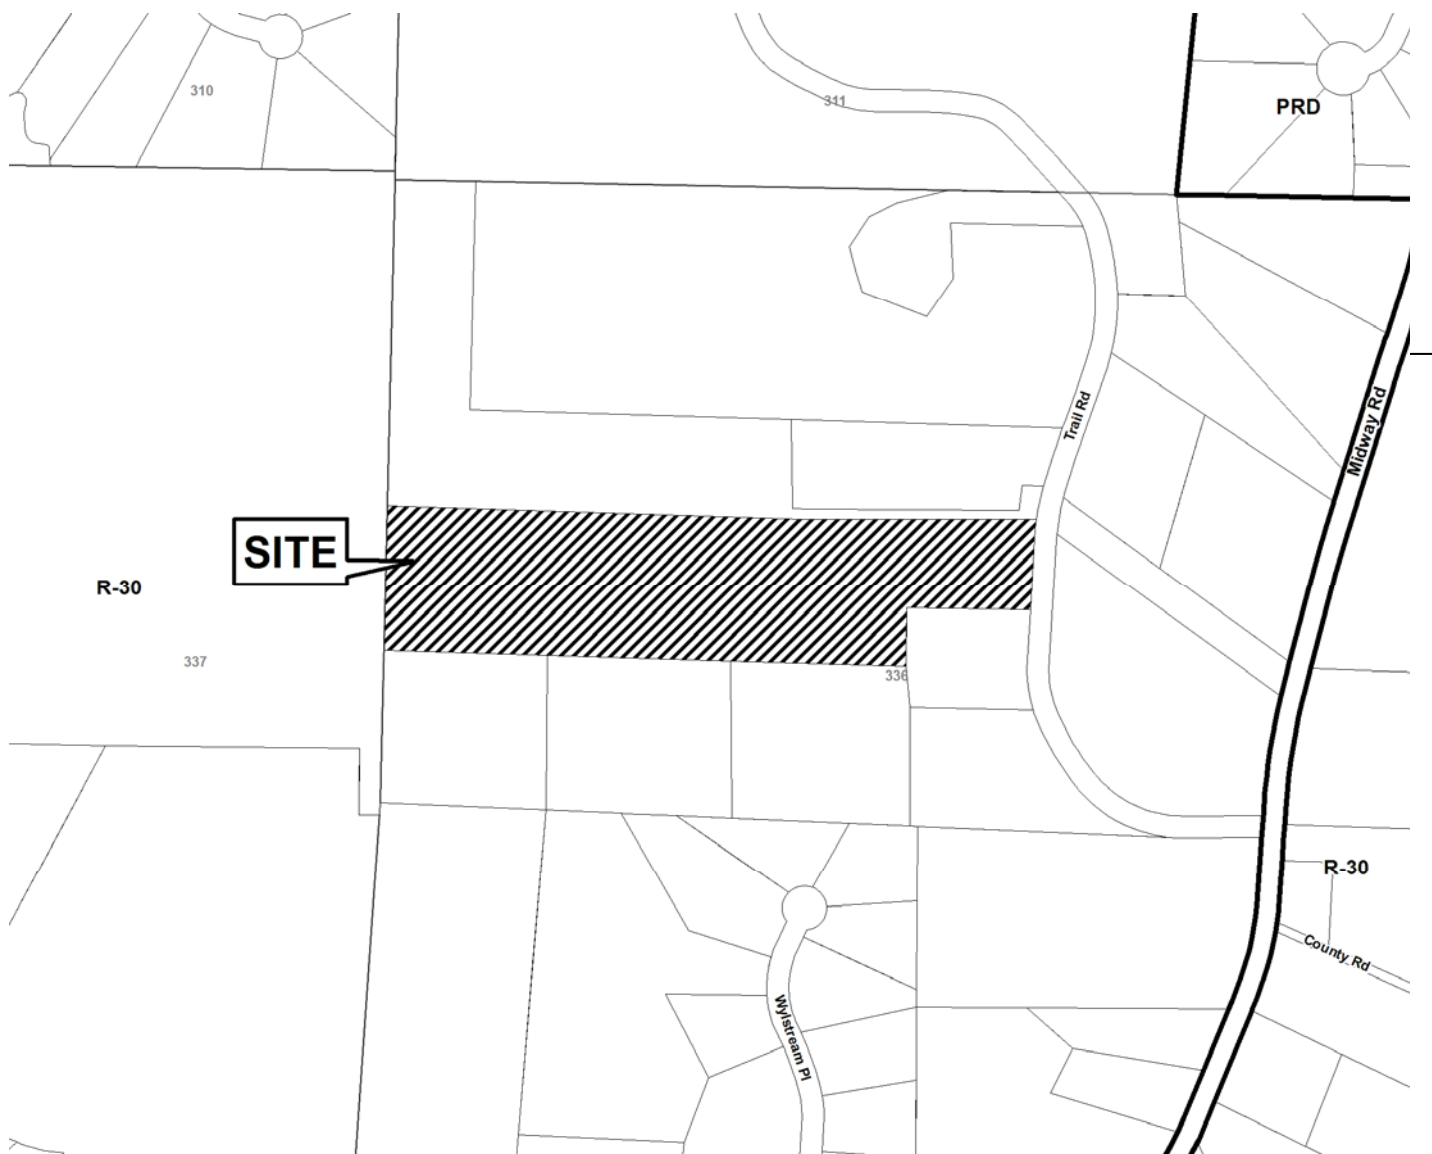 310
311
PRD
Trail Rd
Midway Rd
SITE
R-30
337
336
R-30
County Rd
Wylstream Pl